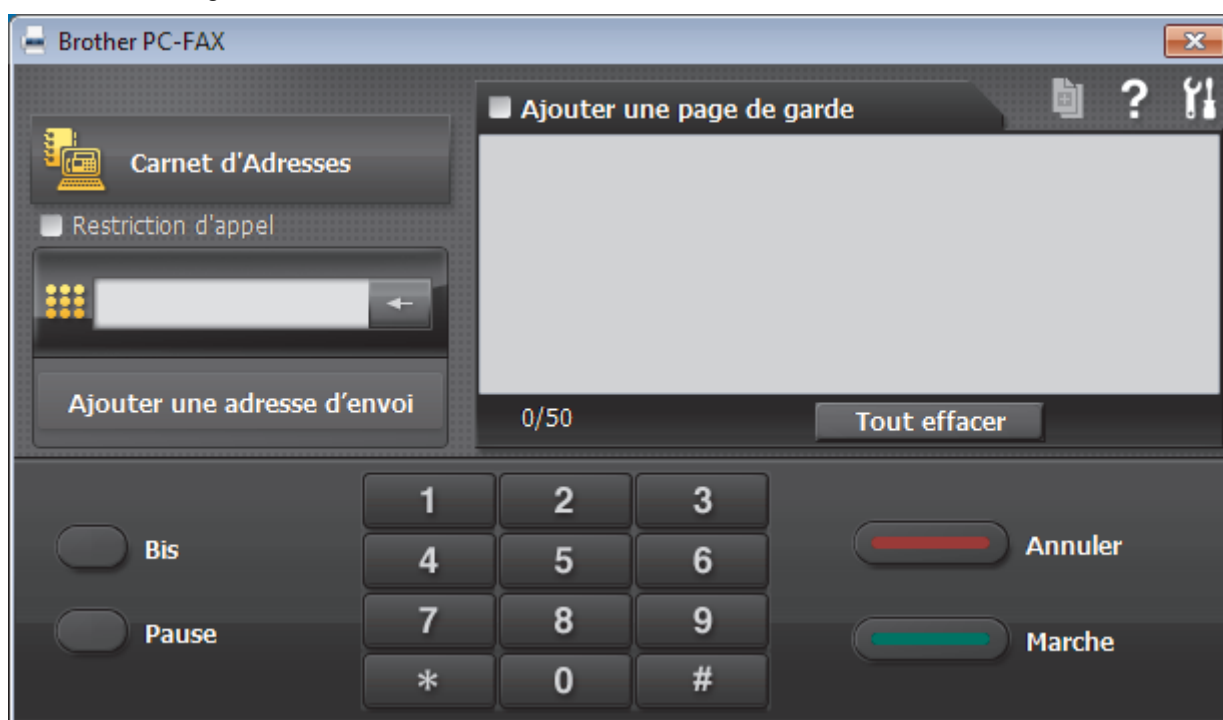 Brother PC-FAX
Ajouter une page de garde
?
Carnet d'Adresses
Restriction d'appel
Ajouter une adresse d’envoi
0/50
Tout effacer
1 2 3
Bis
Annuler
4 5 6
7 8 9
Pause
Marche
* 0 #